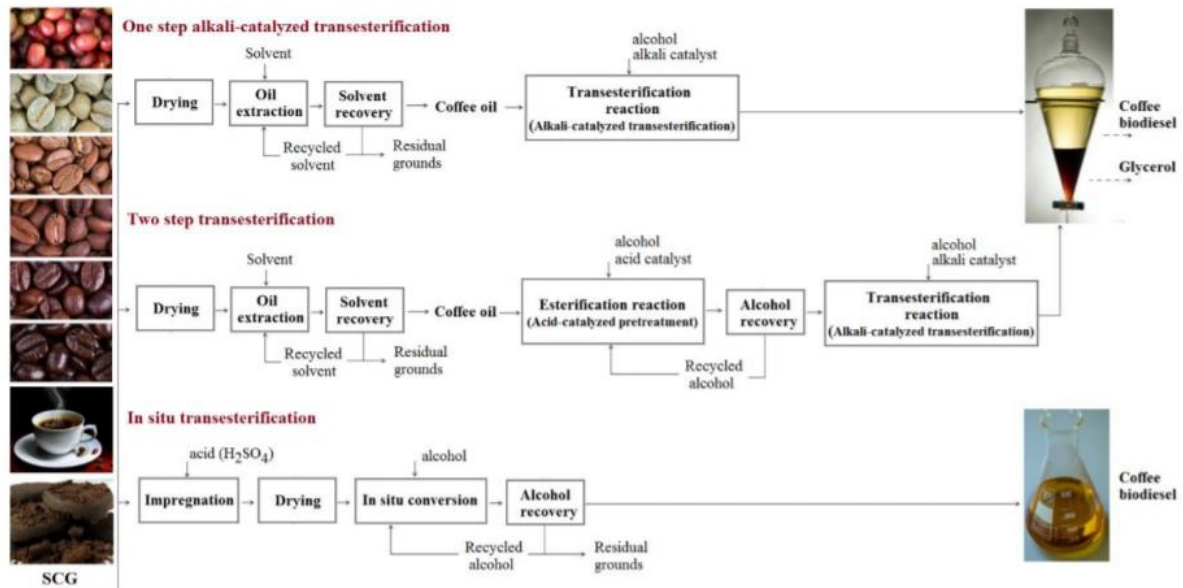 One step alkali-catalyzed transesterification
Solvent
alcohol
alkali catalyst
Drying
Oil
extraction
Solvent
recovery
Coffee oil
Transesterification
reaction
(Alkali-catalyzed transesterification)
Recycled
solvent
Residual
grounds
Coffee
biodiesel
Glycerol
Two step transesterification
Solvent
alcohol
acid catalyst
alcohol
alkali catalyst
Drying
Oil
extraction
Solvent
recovery
Coffee oil
Esterification reaction
(Acid-catalyzed pretreatment)
Alcohol
recovery
Transesterification
reaction
(Alkali-catalyzed transesterification)
Recycled
solvent
Residual
grounds
Recycled
alcohol
In situ transesterification
acid (H2SO4)
alcohol
Impregnation
Drying
In situ conversion
Alcohol
recovery
Recycled
alcohol
Residual
grounds
Coffee
biodiesel
SCG